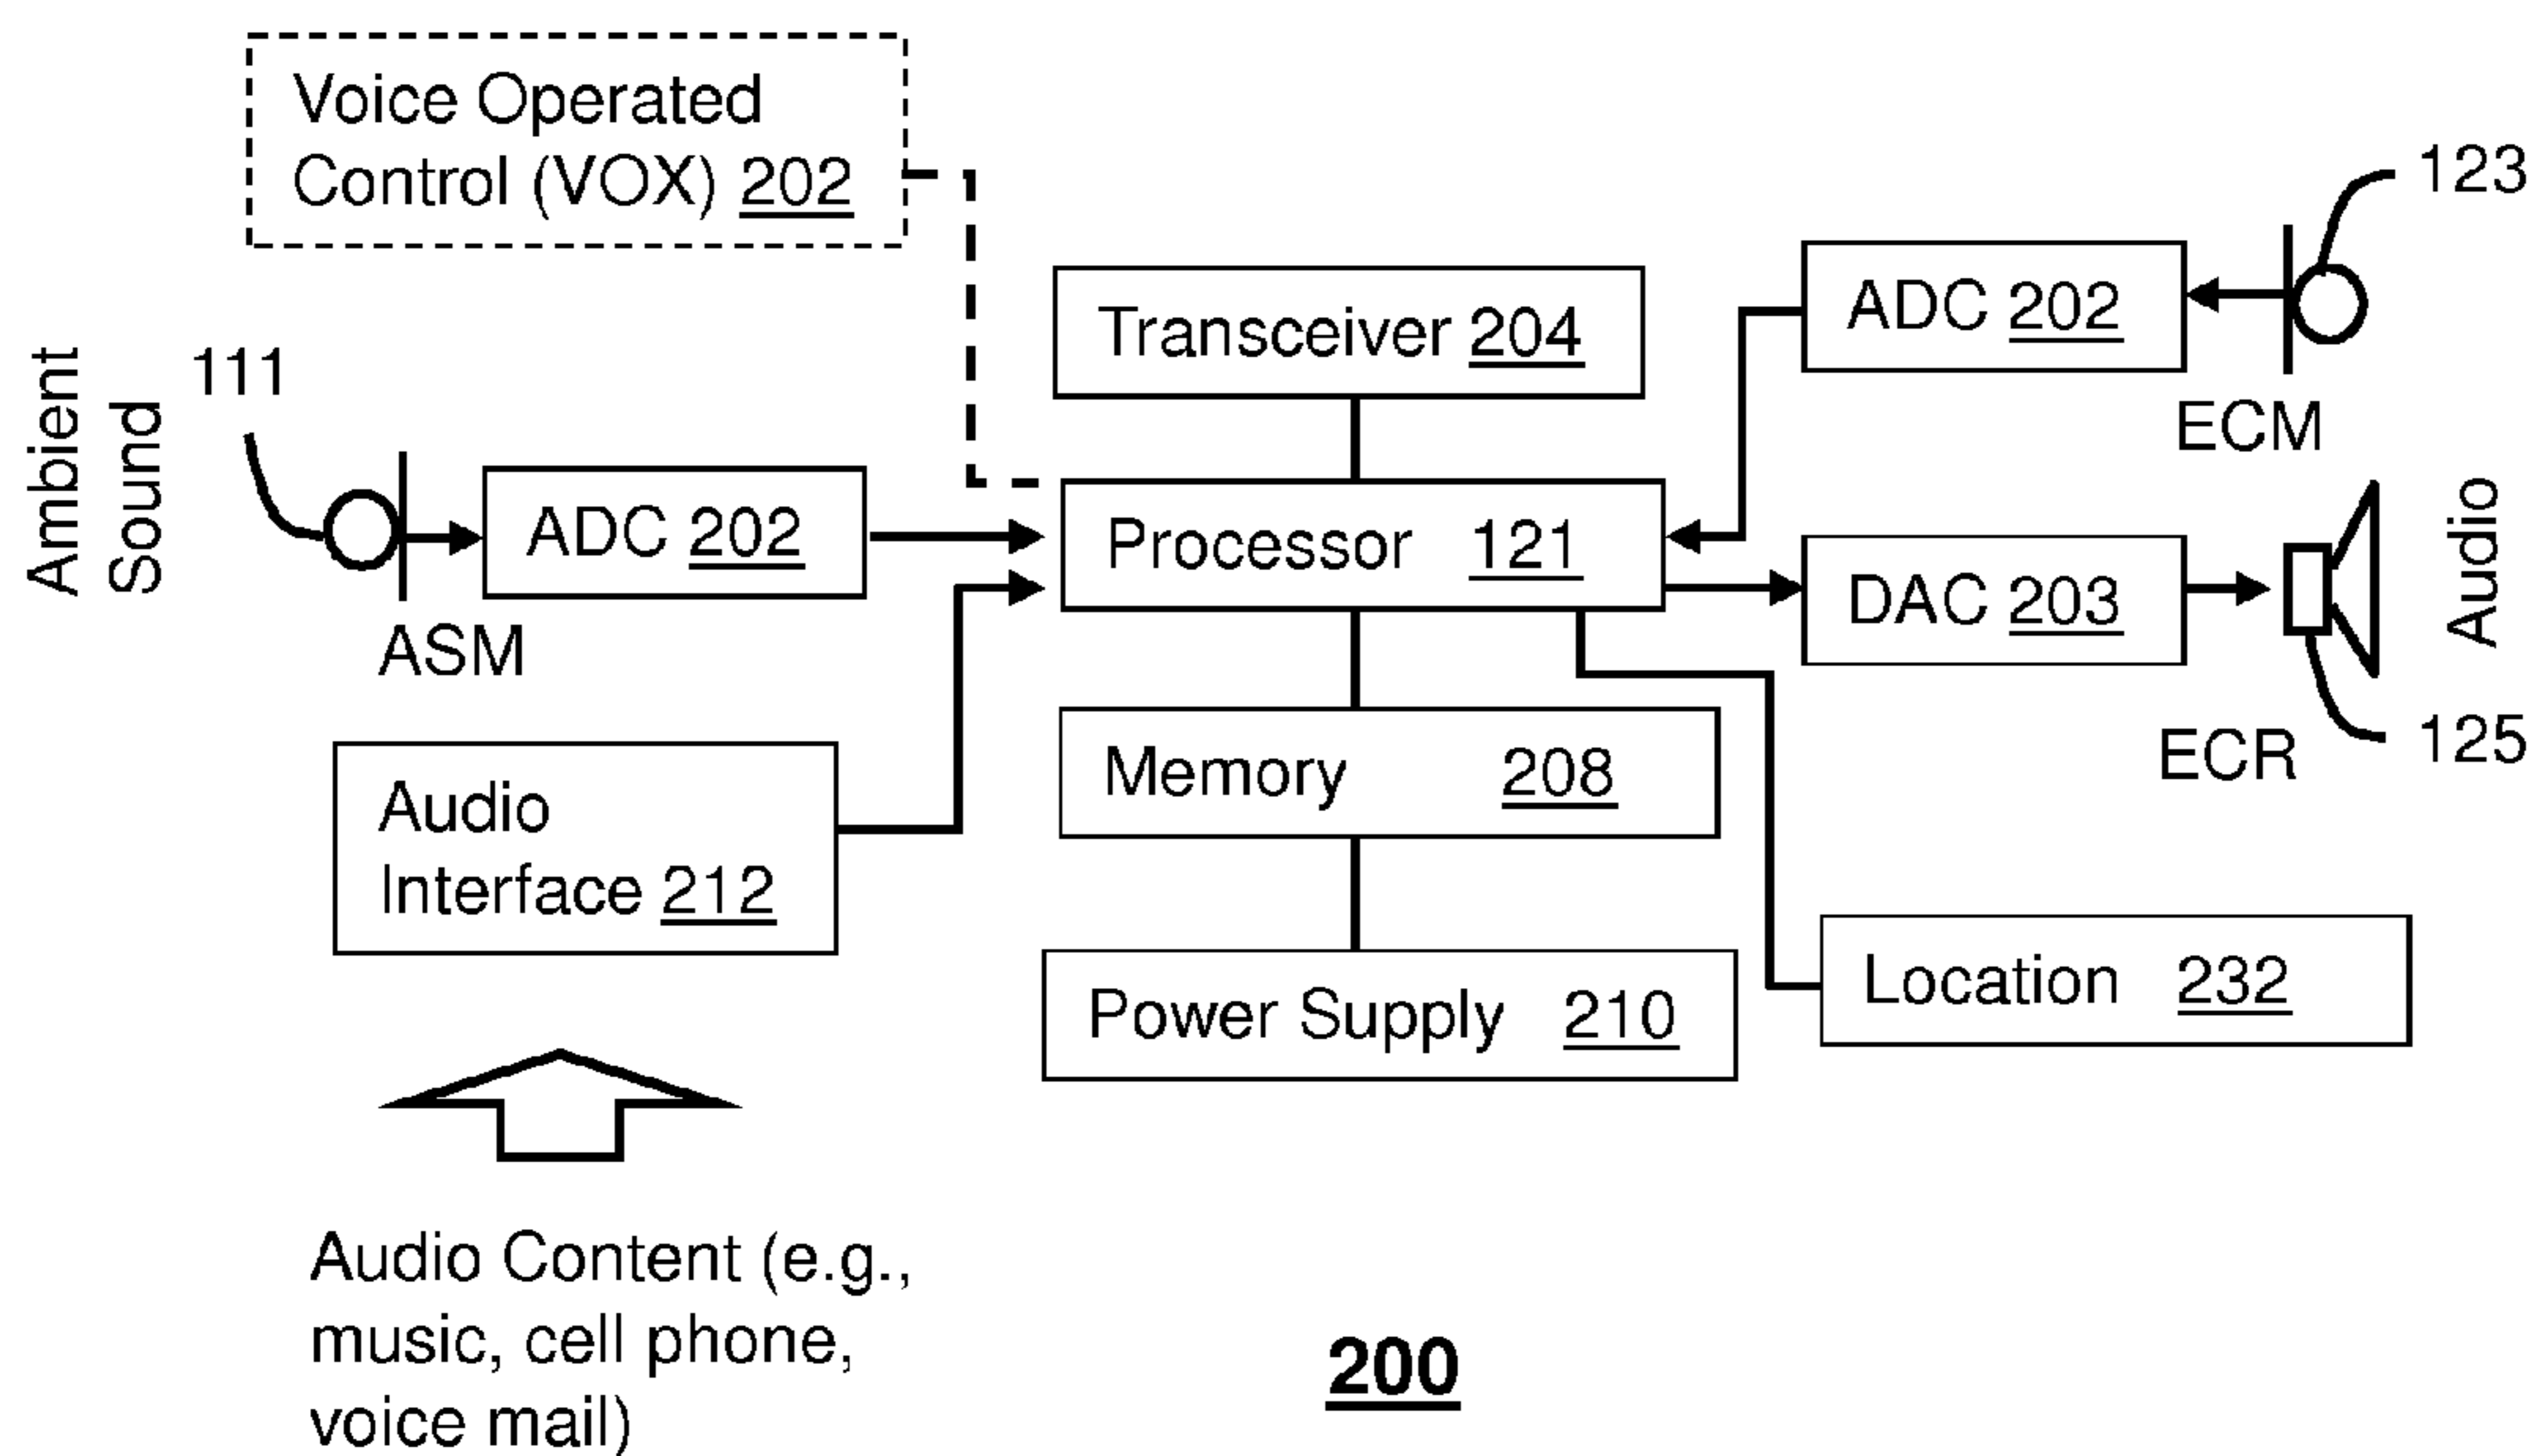 Voice Operated
Control (VOX) 202
123
ADC 202
Transceiver 204
ECM
Ambient
Sound
111
ADC 202
ASM
Processor 121
DAC 203
Audio
ECR
125
Memory 208
Audio
Interface 212
Location 232
Power Supply 210
Audio Content (e.g.,
music, cell phone,
voice mail)
200